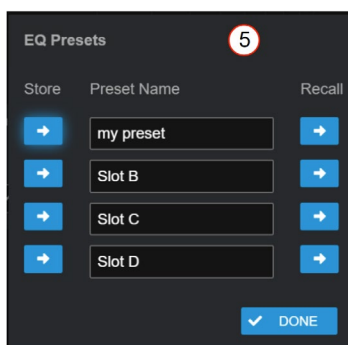 EQ Presets 5
Store Preset Name Recall
my preset
Slot B
Slot C
Slot D
DONE